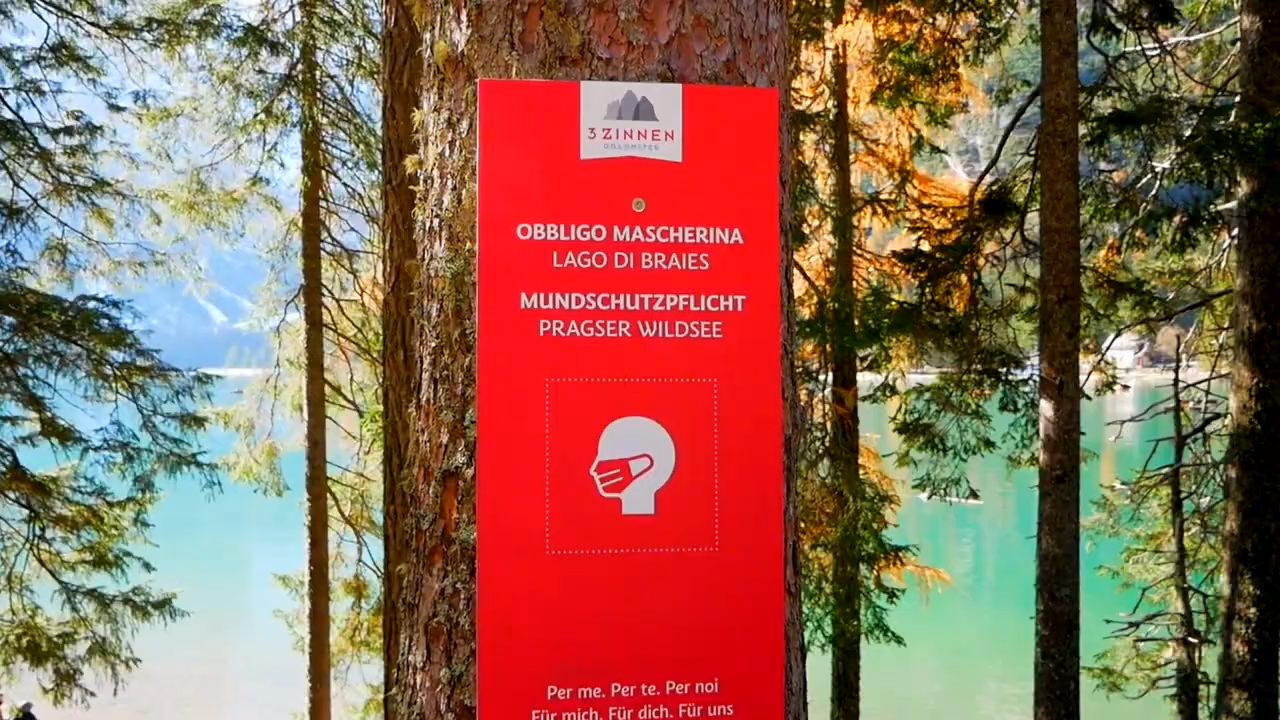 3 ZINNEN
DOLOMITES
OBBLIGO MASCHERINA
LAGO DI BRAIES
MUNDSCHUTZPFLICHT
PRAGSER WILDSEE
Per me. Per te. Per noi
Für mich. Für dich. Für uns